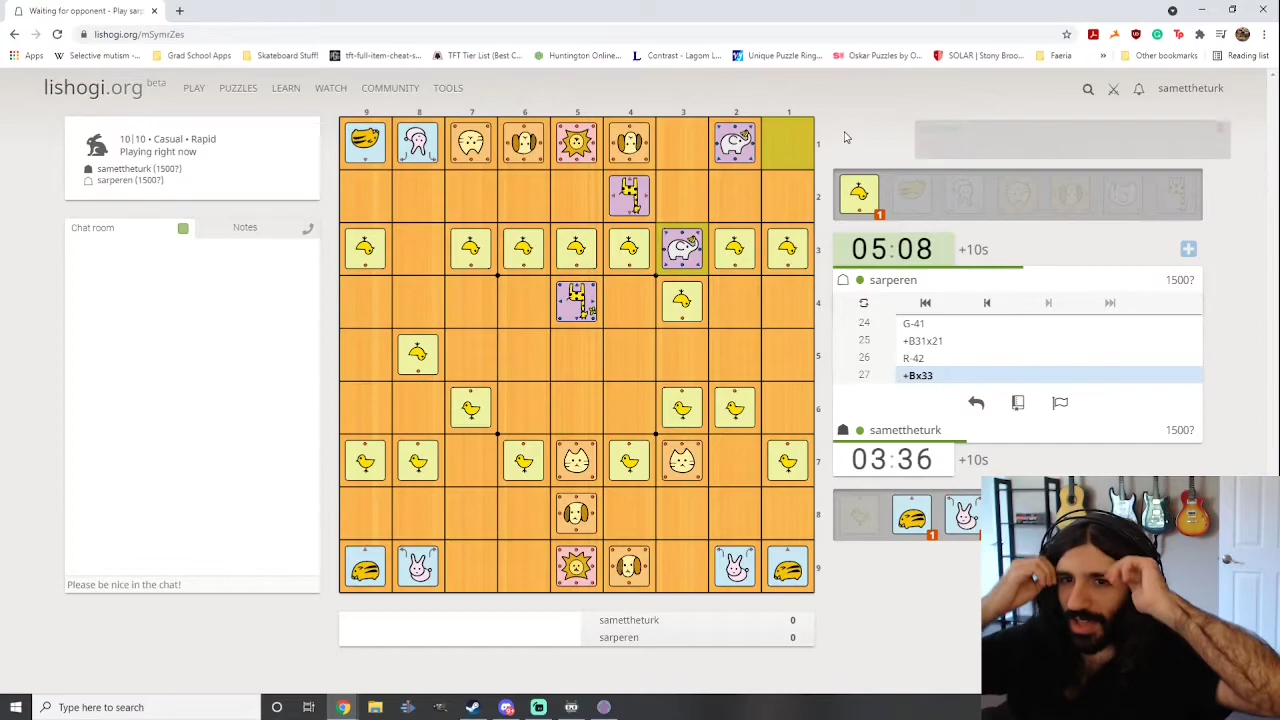 Waiting for opponent - Play sarp
lishogi.org/mSymrZes
Apps
Selective mutism -...
Grad School Apps
Skateboard Stuff!
tft-full-item-cheat-s...
TFT Tier List (Best C...
Huntington Online...
Contrast - Lagom L...
Unique Puzzle Ring...
Oskar Puzzles by O...
SOLAR | Stony Broo...
Faeria
»
Other bookmarks
Reading list
lishogi.org beta
PLAY
PUZZLES
LEARN
WATCH
COMMUNITY
TOOLS
samettheturk
10|10 • Casual • Rapid
Playing right now
samettheturk (1500?)
sarperen (1500?)
Chat room
Notes
Please be nice in the chat!
9 8 7 6 5 4 3 2 1
1
2
3
4
5
6
7
8
9
1
05:08 +10s
sarperen 1500?
24 G-41
25 +B31x21
26 R-42
27 +Bx33
samettheturk 1500?
03:36 +10s
1
samettheturk 0
sarperen 0
Type here to search